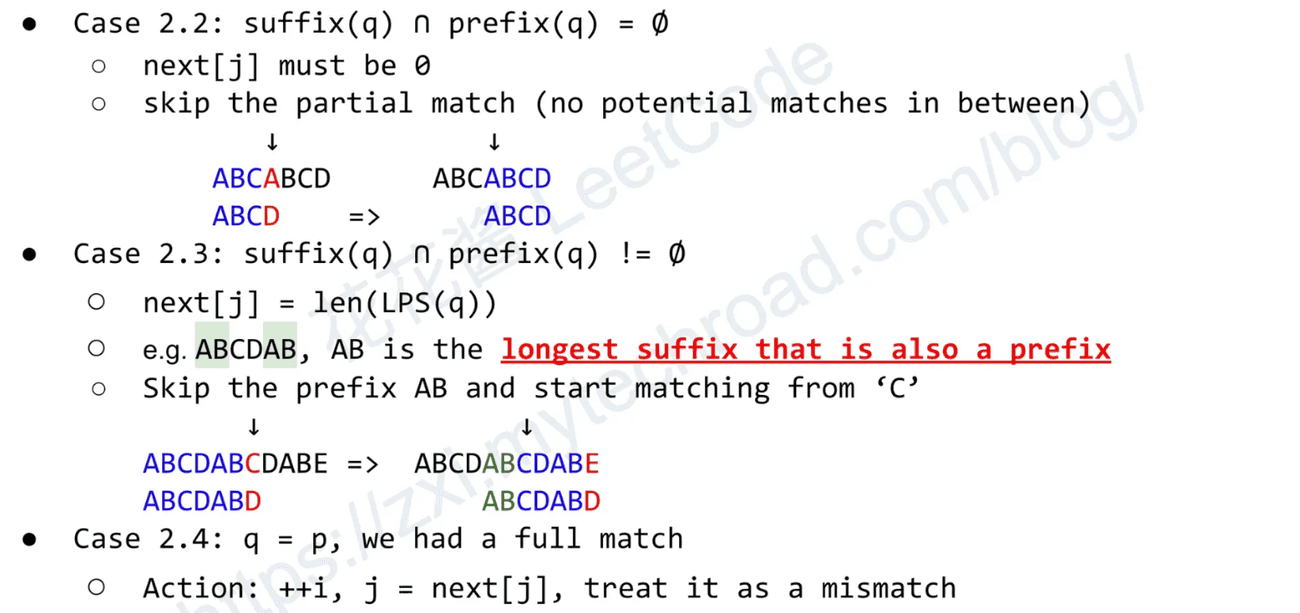 ● Case 2.2: suffix(q) ∩ prefix(q) = ∅
○ next[j] must be 0
○ skip the partial match (no potential matches in between)
↓ ↓
ABCABCD ABCABCD
ABCD => ABCD
● Case 2.3: suffix(q) ∩ prefix(q) != ∅
○ next[j] = len(LPS(q))
○ e.g. ABCDAB, AB is the longest suffix that is also a prefix
○ Skip the prefix AB and start matching from ‘C’
↓ ↓
ABCDABCDABE => ABCDABCDABE
ABCDABD ABCDABD
● Case 2.4: q = p, we had a full match
○ Action: ++i, j = next[j], treat it as a mismatch
花花酱 LeetCode
https://zxi.mytechroad.com/blog/